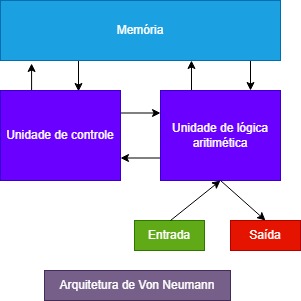 Memória
Unidade de controle
Unidade de lógica
aritimética
Entrada
Saída
Arquitetura de Von Neumann